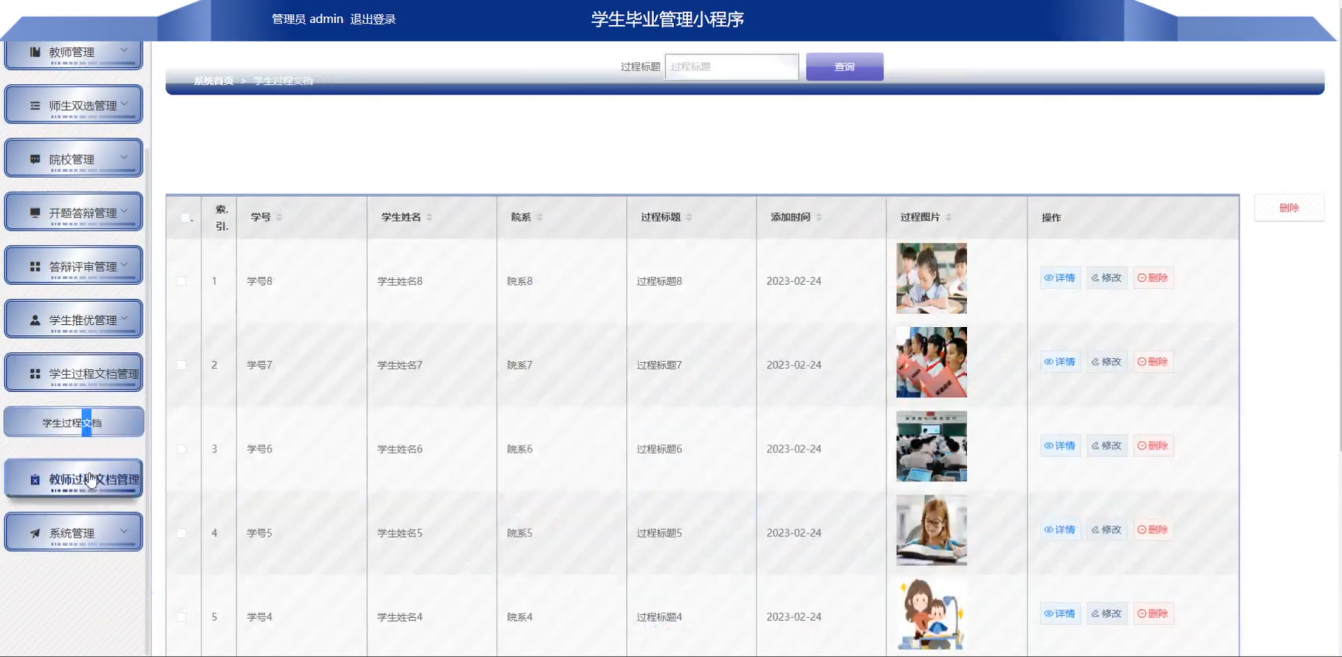 管理员 admin 退出登录
学生毕业管理小程序
教师管理
师生双选管理
院校管理
开题答辩管理
答辩评审管理
学生推优管理
学生过程文档管理
学生过程文档
教师过程文档管理
系统管理
过程标题 过程标题 查询
系统首页 > 学生过程文档
删除
索. 引. 学号 学生姓名 院系 过程标题 添加时间 过程图片 操作
1 学号8 学生姓名8 院系8 过程标题8 2023-02-24 详情 修改 删除
2 学号7 学生姓名7 院系7 过程标题7 2023-02-24 详情 修改 删除
3 学号6 学生姓名6 院系6 过程标题6 2023-02-24 详情 修改 删除
4 学号5 学生姓名5 院系5 过程标题5 2023-02-24 详情 修改 删除
5 学号4 学生姓名4 院系4 过程标题4 2023-02-24 详情 修改 删除